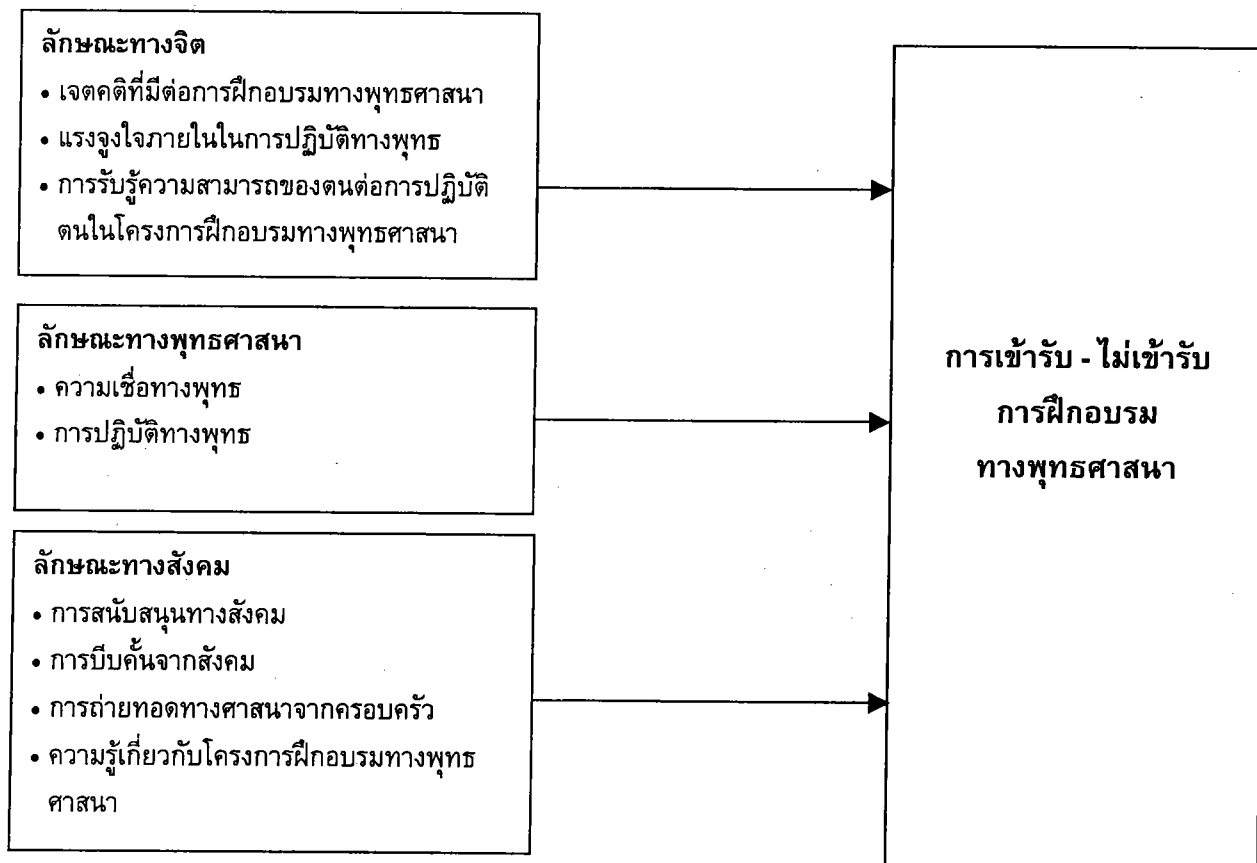 ลักษณะทางจิต
• เจตคติที่มีต่อการฝึกอบรมทางพุทธศาสนา
• แรงจูงใจภายในในการปฏิบัติทางพุทธ
• การรับรู้ความสามารถของตนต่อการปฏิบัติ
ตนในโครงการฝึกอบรมทางพุทธศาสนา
ลักษณะทางพุทธศาสนา
• ความเชื่อทางพุทธ
• การปฏิบัติทางพุทธ
ลักษณะทางสังคม
• การสนับสนุนทางสังคม
• การบีบคั้นจากสังคม
• การถ่ายทอดทางศาสนาจากครอบครัว
• ความรู้เกี่ยวกับโครงการฝึกอบรมทางพุทธ
ศาสนา
การเข้ารับ - ไม่เข้ารับ
การฝึกอบรม
ทางพุทธศาสนา